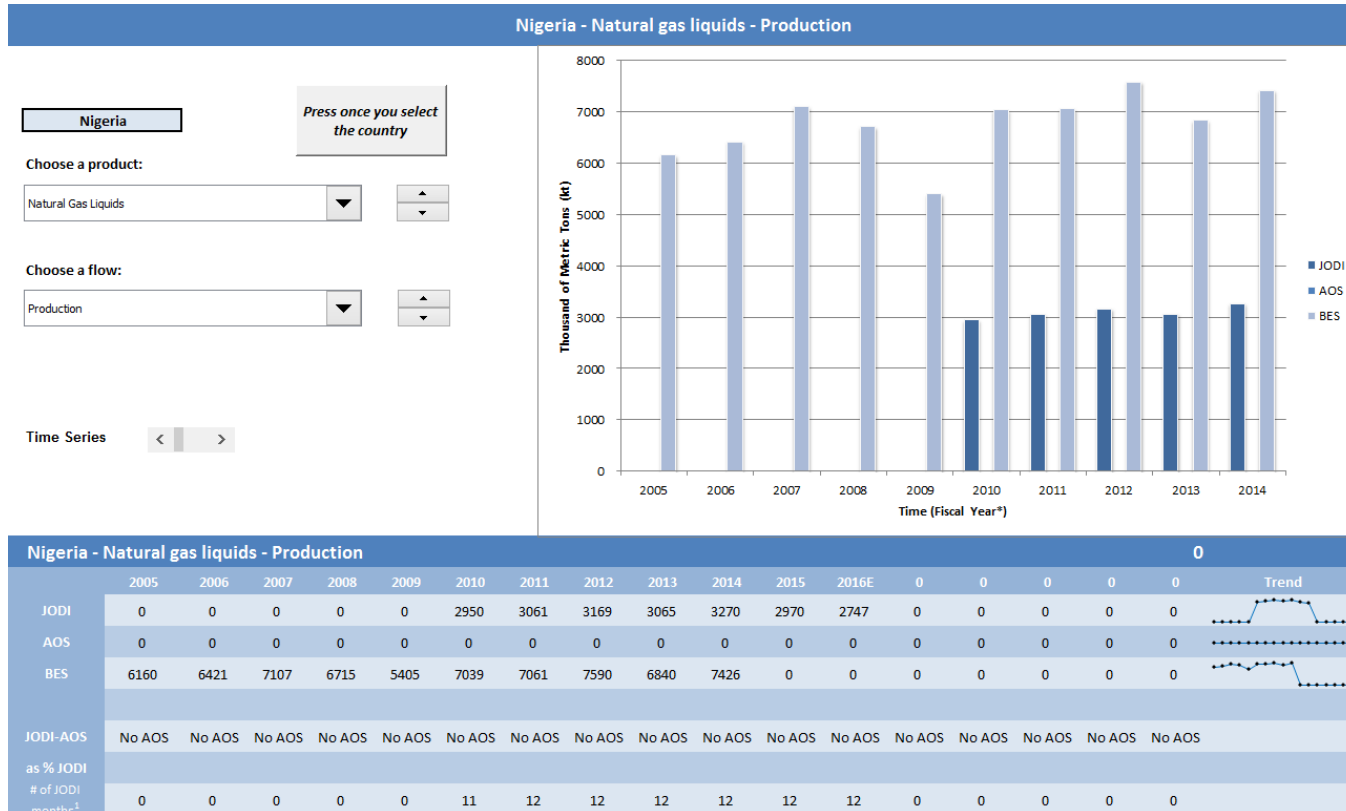 Nigeria - Natural gas liquids - Production
Nigeria
Press once you select
the country
Choose a product:
Natural Gas Liquids
Choose a flow:
Production
Time Series
Thousand of Metric Tons (kt)
8000
7000
6000
5000
4000
3000
2000
1000
0
2005 2006 2007 2008 2009 2010 2011 2012 2013 2014
Time (Fiscal Year*)
JODI
AOS
BES
Nigeria - Natural gas liquids - Production 0
2005 2006 2007 2008 2009 2010 2011 2012 2013 2014 2015 2016E 0 0 0 0 0 Trend
JODI 0 0 0 0 0 2950 3061 3169 3065 3270 2970 2747 0 0 0 0 0
AOS 0 0 0 0 0 0 0 0 0 0 0 0 0 0 0 0 0
BES 6160 6421 7107 6715 5405 7039 7061 7590 6840 7426 0 0 0 0 0 0 0
JODI-AOS No AOS No AOS No AOS No AOS No AOS No AOS No AOS No AOS No AOS No AOS No AOS No AOS No AOS No AOS No AOS No AOS No AOS
as % JODI
# of JODI
months¹ 0 0 0 0 0 11 12 12 12 12 12 12 0 0 0 0 0